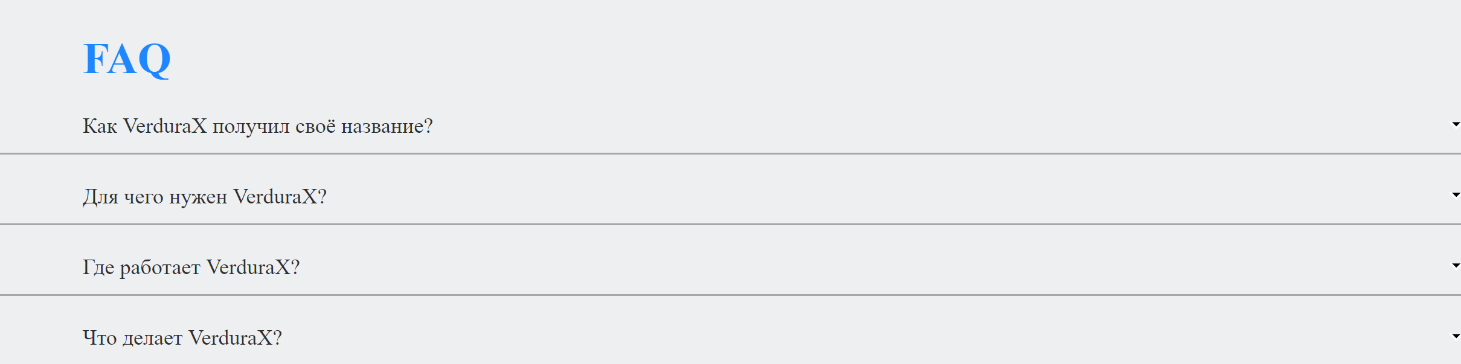 FAQ
Как VerduraX получил своё название?
Для чего нужен VerduraX?
Где работает VerduraX?
Что делает VerduraX?